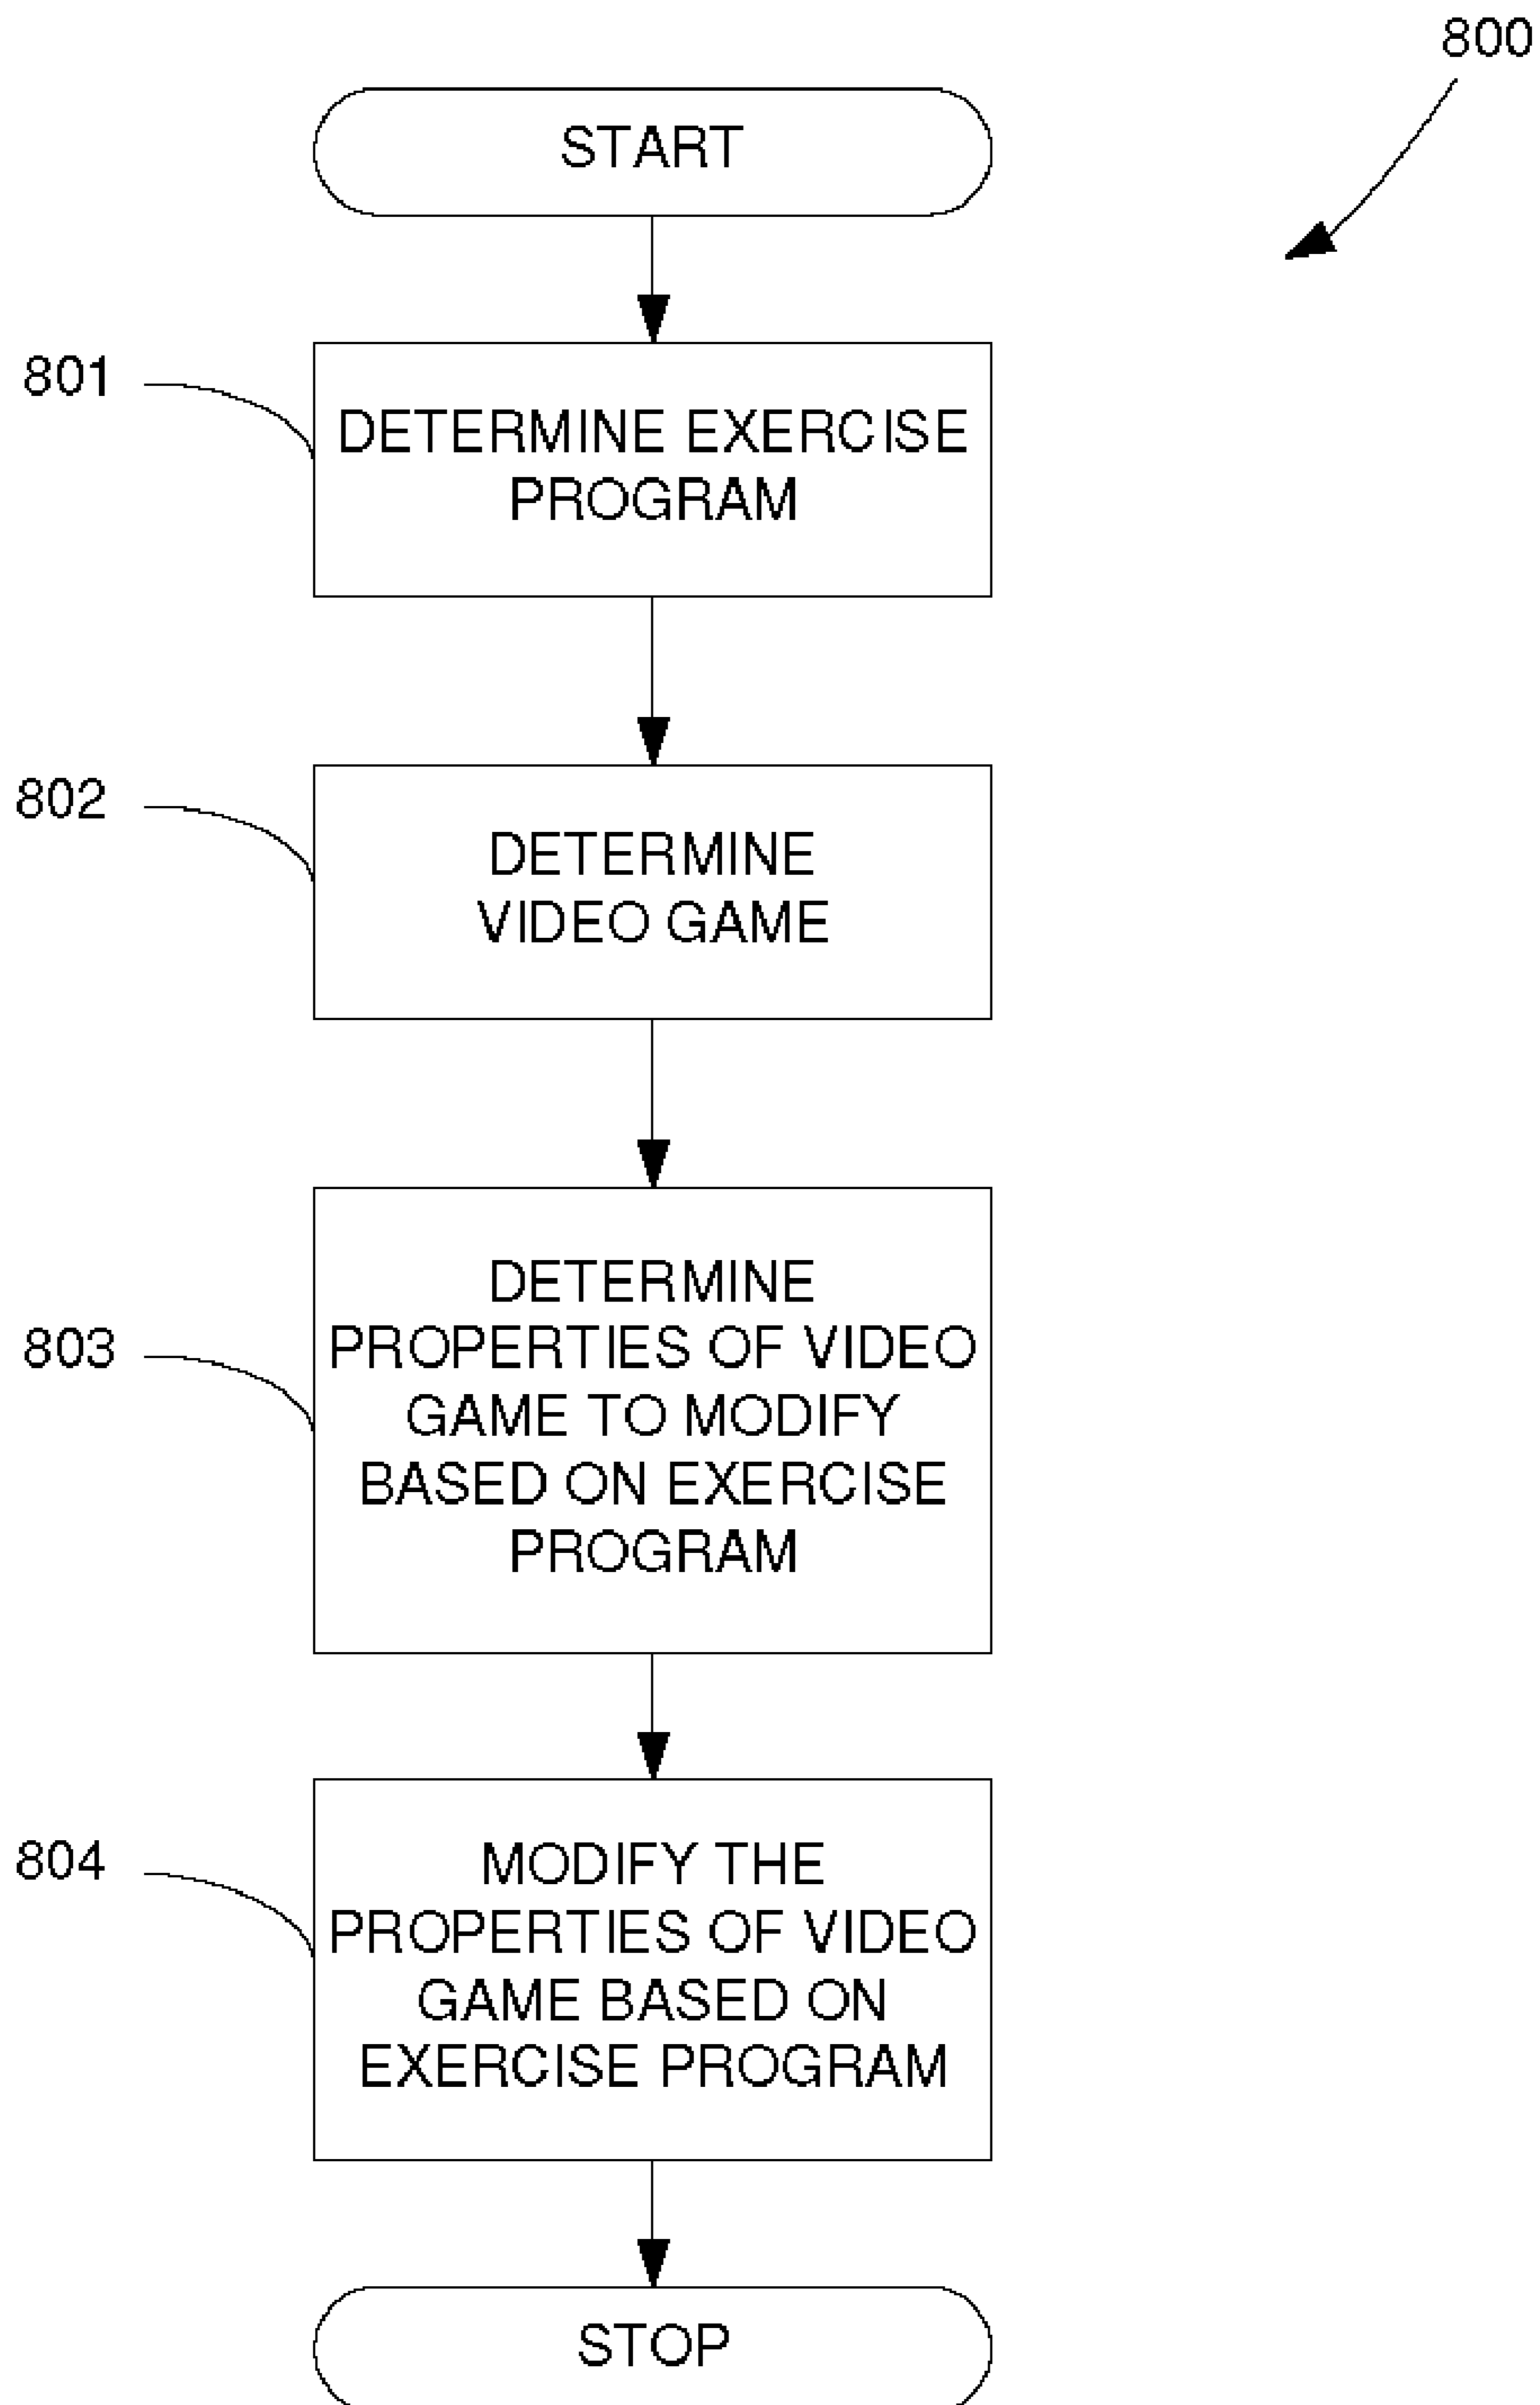 800
START
801
DETERMINE EXERCISE
PROGRAM
802
DETERMINE
VIDEO GAME
803
DETERMINE
PROPERTIES OF VIDEO
GAME TO MODIFY
BASED ON EXERCISE
PROGRAM
804
MODIFY THE
PROPERTIES OF VIDEO
GAME BASED ON
EXERCISE PROGRAM
STOP